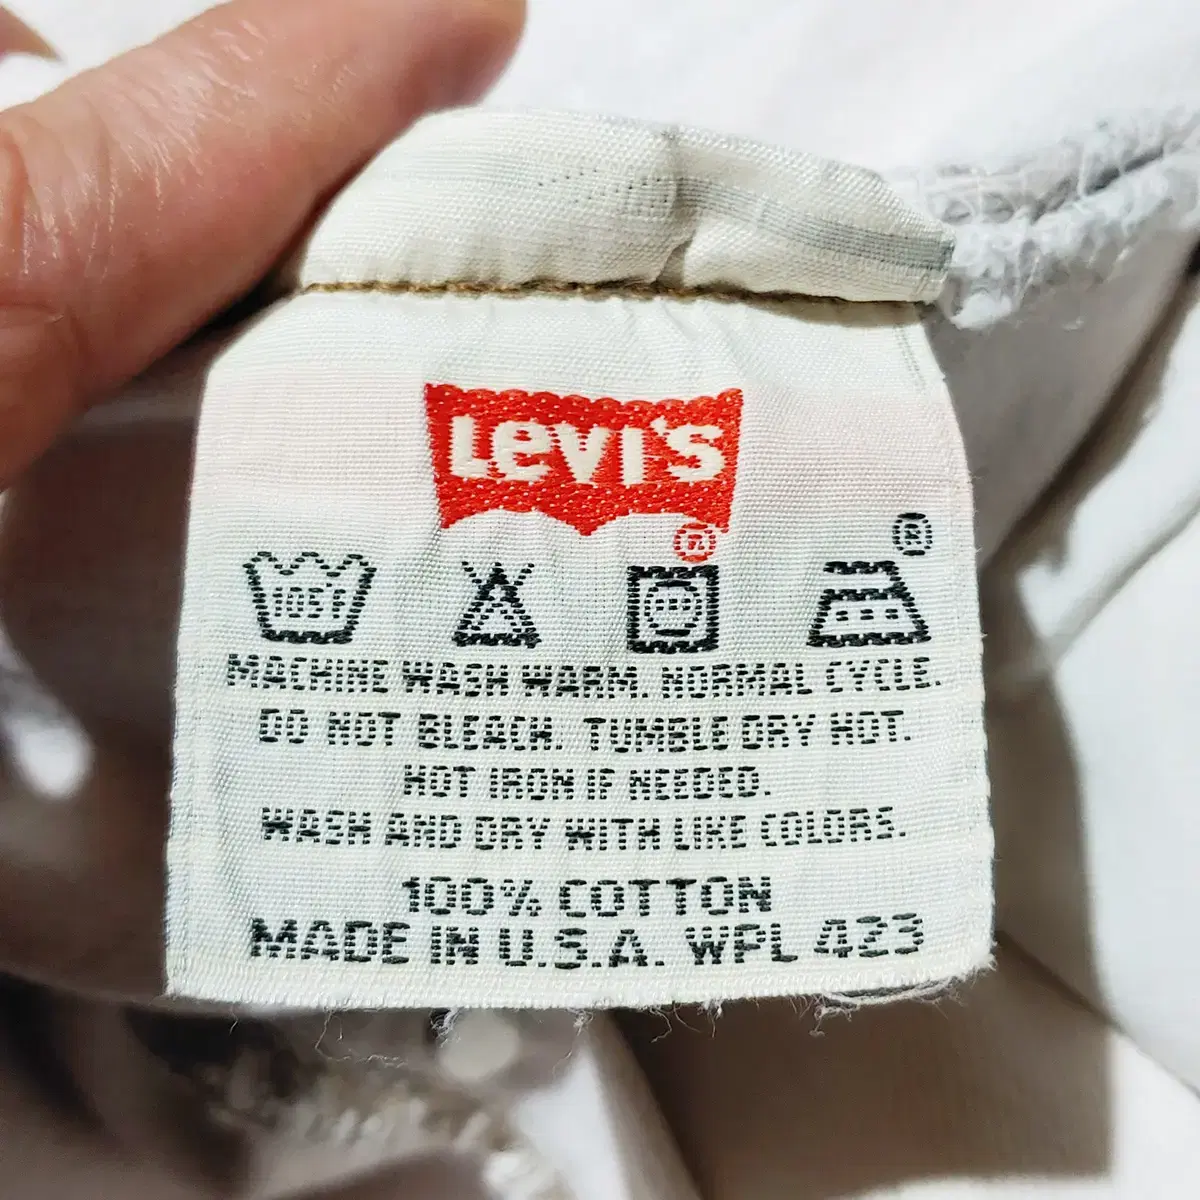 Levi's
®
®
105F
MACHINE WASH WARM. NORMAL CYCLE.
DO NOT BLEACH. TUMBLE DRY HOT.
HOT IRON IF NEEDED.
WASH AND DRY WITH LIKE COLORS.
100% COTTON
MADE IN U.S.A. WPL 423